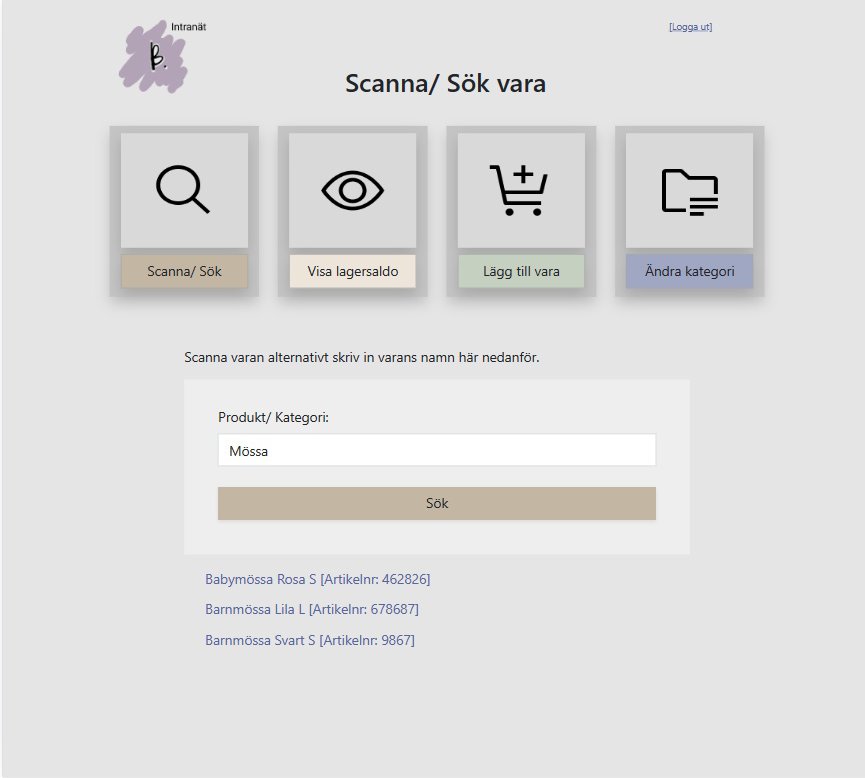 Intranät
B.
[Logga ut]
Scanna/ Sök vara
Scanna/ Sök
Visa lagersaldo
Lägg till vara
Ändra kategori
Scanna varan alternativt skriv in varans namn här nedanför.
Produkt/ Kategori:
Mössa
Sök
Babymössa Rosa S [Artikelnr: 462826]
Barnmössa Lila L [Artikelnr: 678687]
Barnmössa Svart S [Artikelnr: 9867]